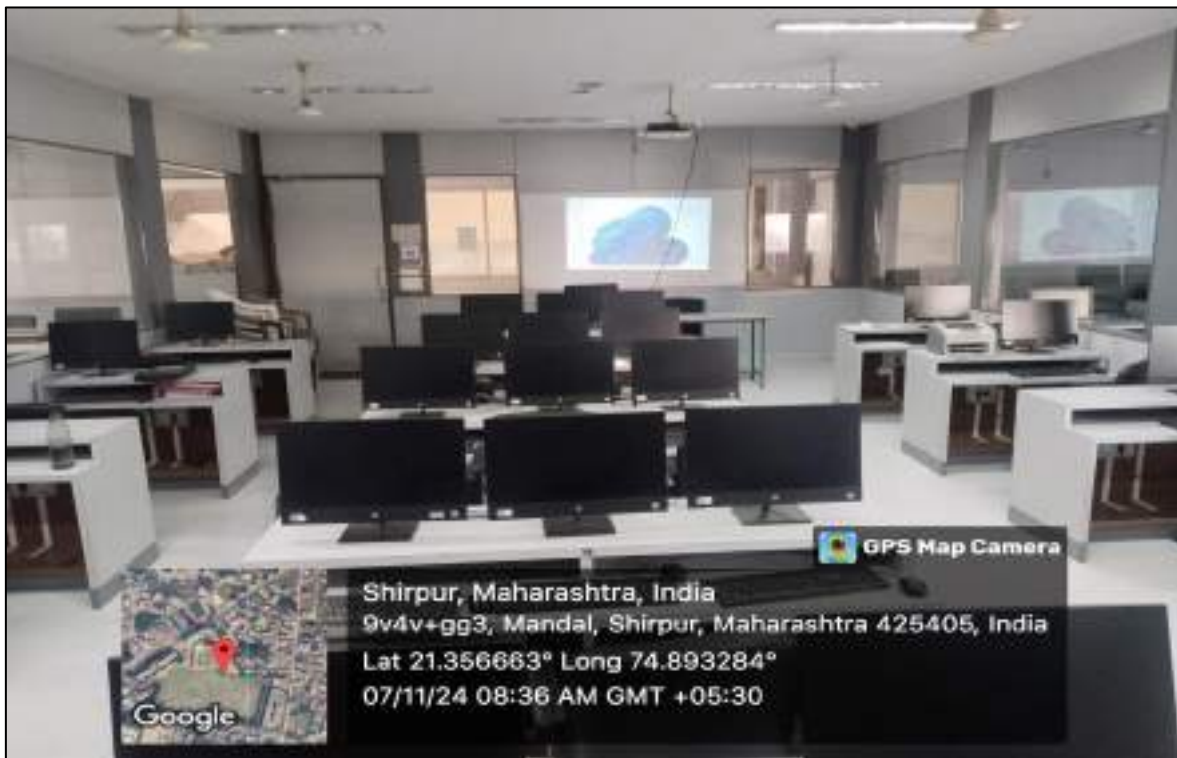 GPS Map Camera
Shirpur, Maharashtra, India
9v4v+gg3, Mandal, Shirpur, Maharashtra 425405, India
Lat 21.356663° Long 74.893284°
07/11/24 08:36 AM GMT +05:30
Google